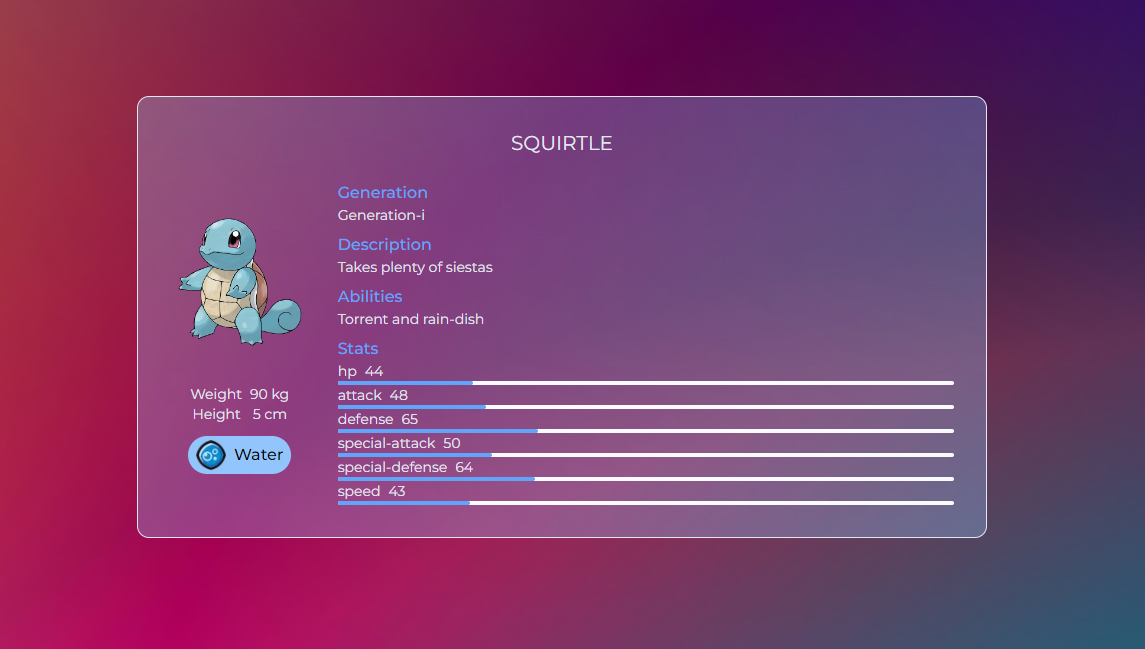 SQUIRTLE
Generation
Generation-i
Description
Takes plenty of siestas
Abilities
Torrent and rain-dish
Stats
hp 44
attack 48
defense 65
special-attack 50
special-defense 64
speed 43
Weight 90 kg
Height 5 cm
Water